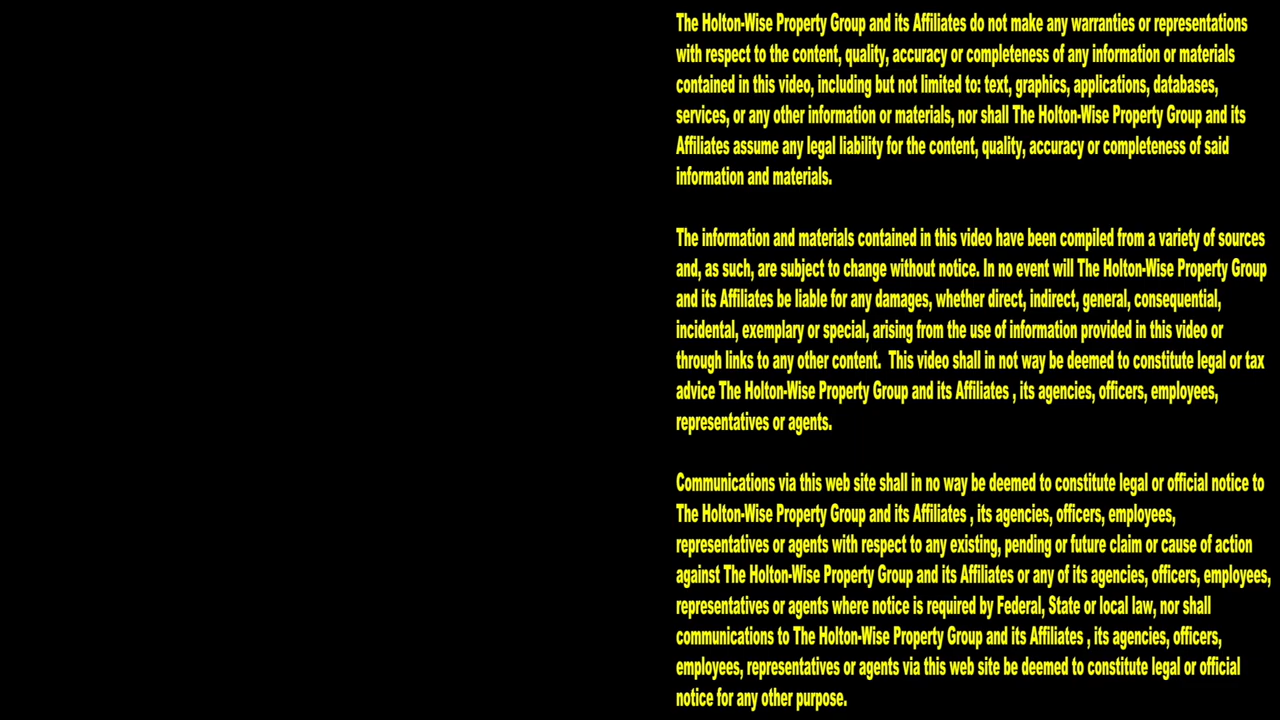 The Holton-Wise Property Group and its Affiliates do not make any warranties or representations
with respect to the content, quality, accuracy or completeness of any information or materials
contained in this video, including but not limited to: text, graphics, applications, databases,
services, or any other information or materials, nor shall The Holton-Wise Property Group and its
Affiliates assume any legal liability for the content, quality, accuracy or completeness of said
information and materials.
The information and materials contained in this video have been compiled from a variety of sources
and, as such, are subject to change without notice. In no event will The Holton-Wise Property Group
and its Affiliates be liable for any damages, whether direct, indirect, general, consequential,
incidental, exemplary or special, arising from the use of information provided in this video or
through links to any other content.  This video shall in not way be deemed to constitute legal or tax
advice The Holton-Wise Property Group and its Affiliates , its agencies, officers, employees,
representatives or agents.
Communications via this web site shall in no way be deemed to constitute legal or official notice to
The Holton-Wise Property Group and its Affiliates , its agencies, officers, employees,
representatives or agents with respect to any existing, pending or future claim or cause of action
against The Holton-Wise Property Group and its Affiliates or any of its agencies, officers, employees,
representatives or agents where notice is required by Federal, State or local law, nor shall
communications to The Holton-Wise Property Group and its Affiliates , its agencies, officers,
employees, representatives or agents via this web site be deemed to constitute legal or official
notice for any other purpose.